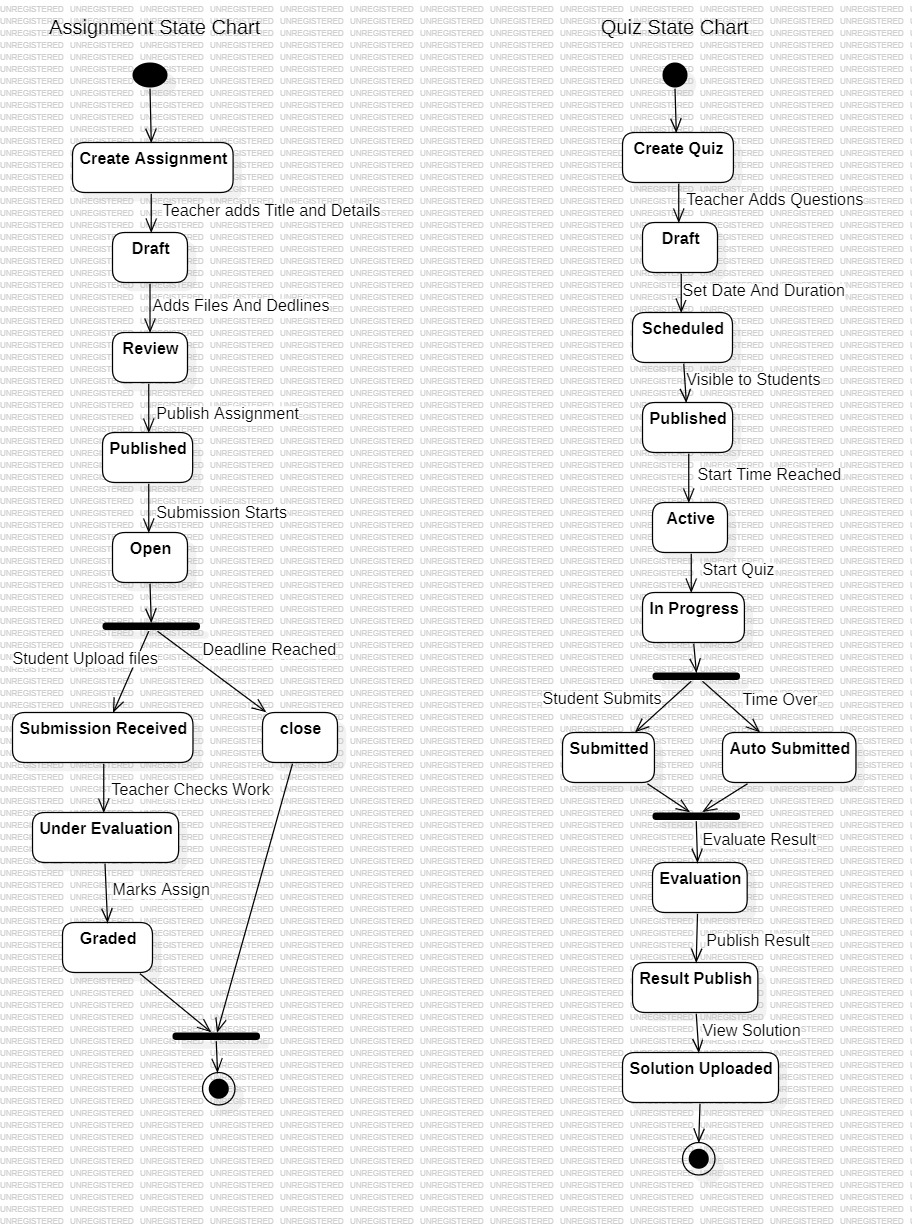 Assignment State Chart
Create Assignment
Teacher adds Title and Details
Draft
Adds Files And Dedlines
Review
Publish Assignment
Published
Submission Starts
Open
Student Upload files
Deadline Reached
Submission Received
close
Teacher Checks Work
Under Evaluation
Marks Assign
Graded
Quiz State Chart
Create Quiz
Teacher Adds Questions
Draft
Set Date And Duration
Scheduled
Visible to Students
Published
Start Time Reached
Active
Start Quiz
In Progress
Student Submits
Time Over
Submitted
Auto Submitted
Evaluate Result
Evaluation
Publish Result
Result Publish
View Solution
Solution Uploaded
UNREGISTERED